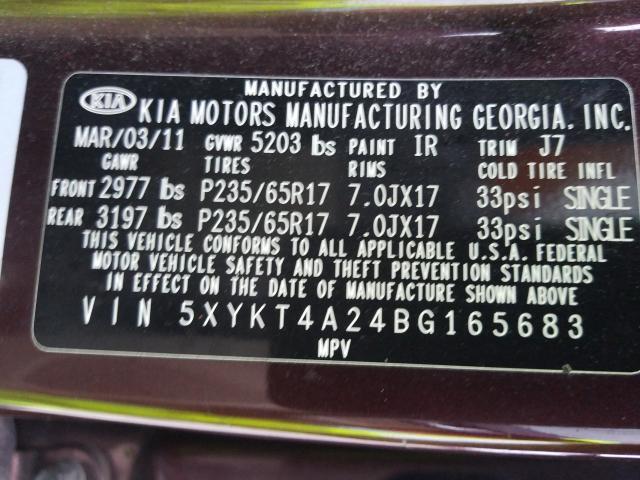 MANUFACTURED BY
KIA KIA MOTORS MANUFACTURING GEORGIA, INC.
MAR/03/11 GVWR 5203 lbs PAINT IR TRIM J7
GAWR TIRES RIMS COLD TIRE INFL
FRONT 2977 lbs P235/65R17 7.0JX17 33psi SINGLE
REAR 3197 lbs P235/65R17 7.0JX17 33psi SINGLE
THIS VEHICLE CONFORMS TO ALL APPLICABLE U.S.A. FEDERAL
MOTOR VEHICLE SAFETY AND THEFT PREVENTION STANDARDS
IN EFFECT ON THE DATE OF MANUFACTURE SHOWN ABOVE
VIN 5XYKT4A24BG165683
MPV